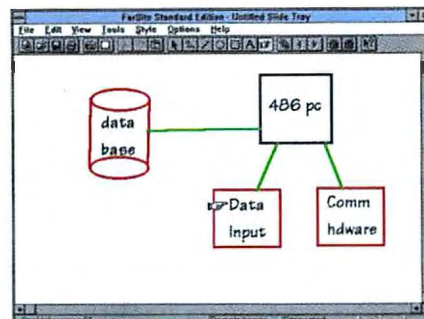 FarSite Standard Edition - Untitled Slide Tray
File Edit View Tools Style Options Help
data
base
486 pc
Data
input
Comm
hdware